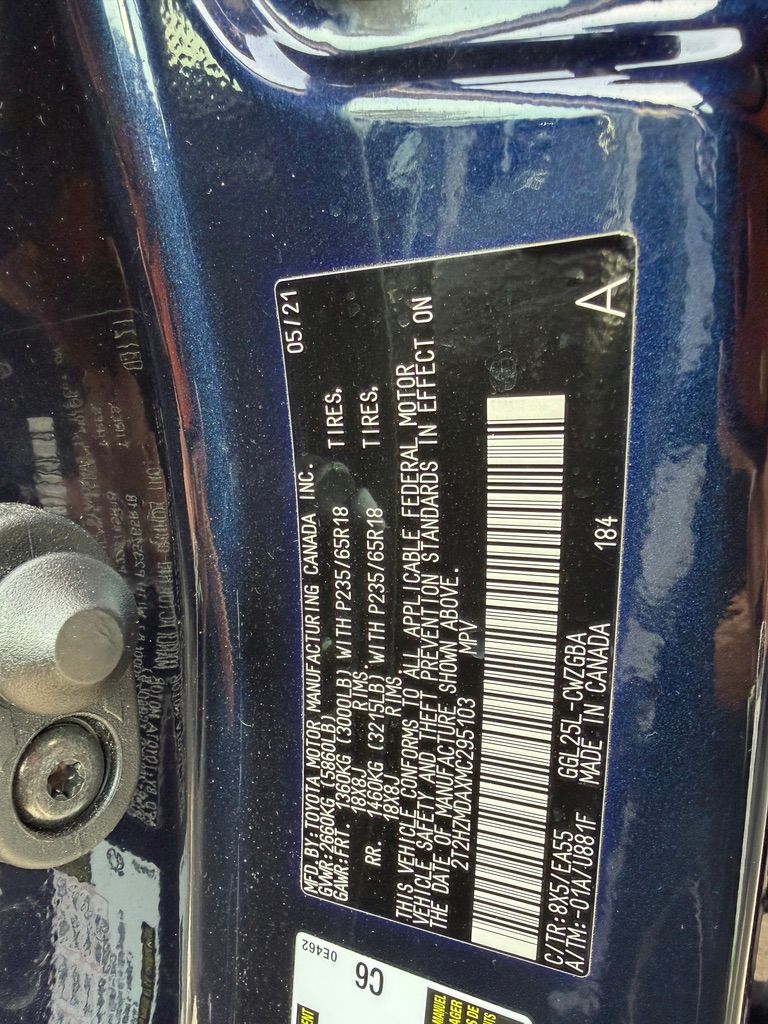 MFD.BY:TOYOTA MOTOR MANUFACTURING CANADA INC. 05/21
GVWR:2660KG (5860LB)
GAWR:FRT. 1360KG (3000LB) WITH P235/65R18 TIRES,
18X8J RIMS
RR. 1460KG (3215LB) WITH P235/65R18 TIRES,
18X8J RIMS
THIS VEHICLE CONFORMS TO ALL APPLICABLE FEDERAL MOTOR
VEHICLE SAFETY AND THEFT PREVENTION STANDARDS IN EFFECT ON
THE DATE OF MANUFACTURE SHOWN ABOVE.
2T2HZMDAXMC295103 MPV
C/TR:8X5/EA55 GGL25L-CWZGBA 184
A/TM:-01A/U881F MADE IN CANADA A
0E462
C6
MANUEL